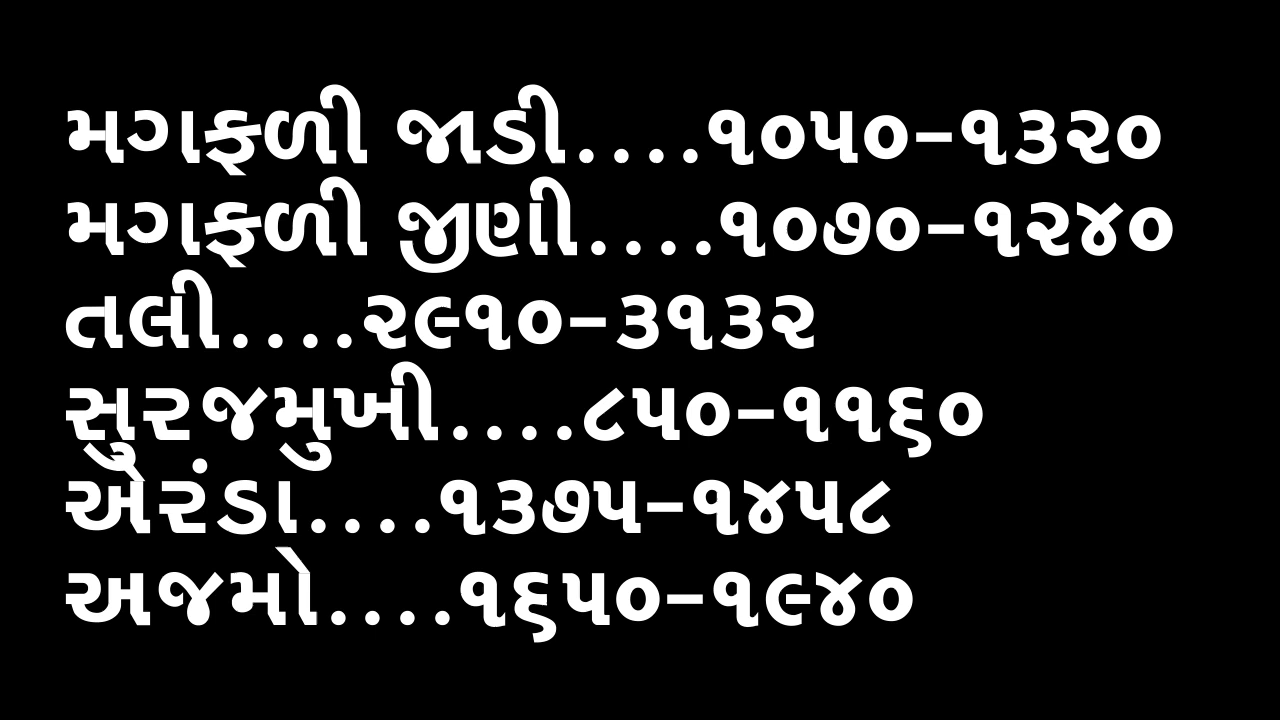 મગફળી જાડી....૧૦૫૦-૧૩૨૦
મગફળી જીણી....૧૦૭૦-૧૨૪૦
તલી....૨૯૧૦-૩૧૩૨
સુરજમુખી....૮૫૦-૧૧૬૦
એરંડા....૧૩૭૫-૧૪૫૮
અજમો....૧૬૫૦-૧૯૪૦